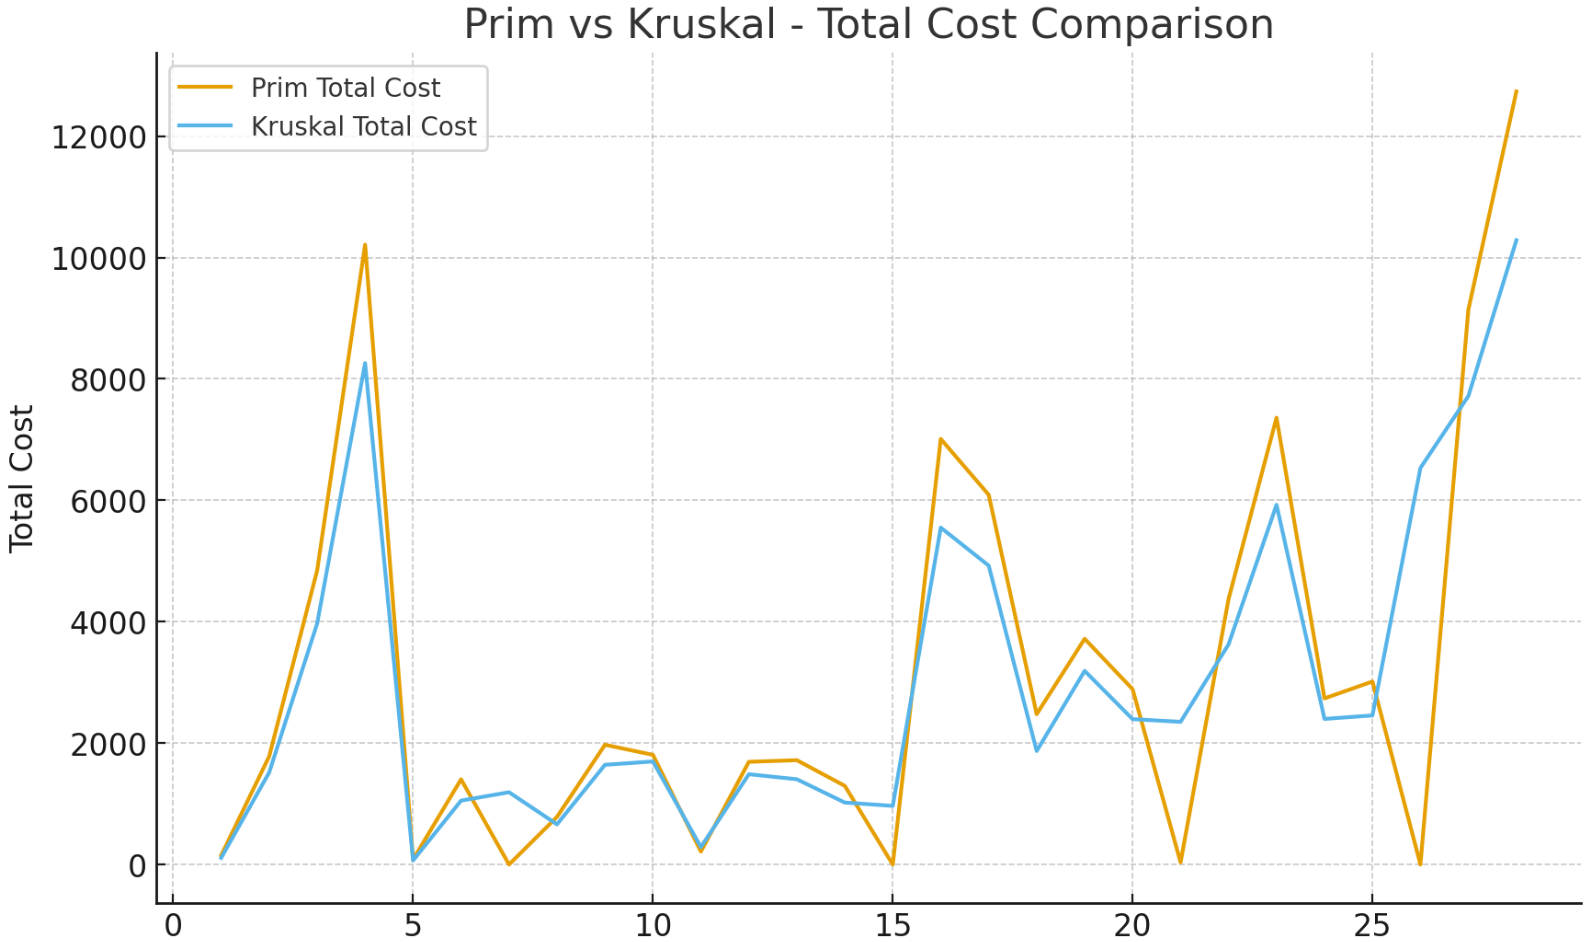 Prim vs Kruskal - Total Cost Comparison
Prim Total Cost
Kruskal Total Cost
12000
10000
8000
6000
4000
2000
0
Total Cost
0 5 10 15 20 25